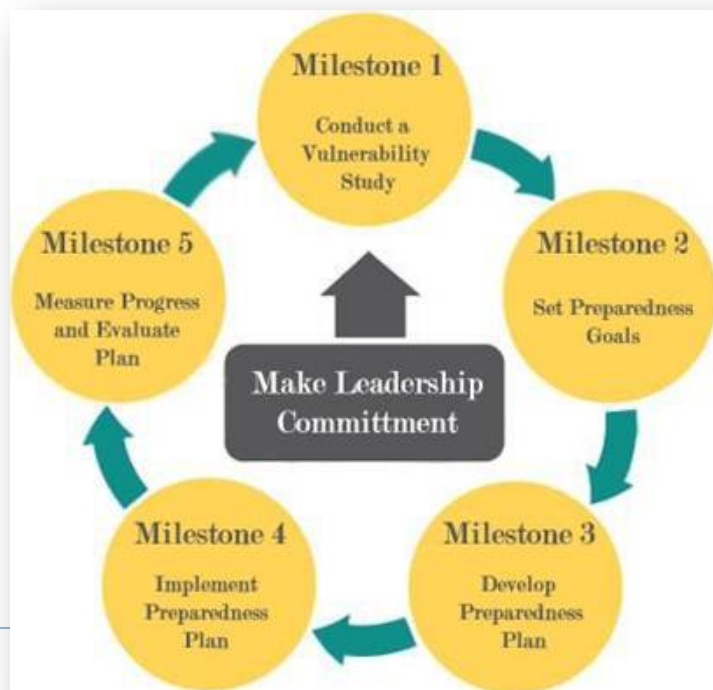 Milestone 1
Conduct a
Vulnerability
Study
Milestone 2
Set Preparedness
Goals
Milestone 3
Develop
Preparedness
Plan
Milestone 4
Implement
Preparedness
Plan
Milestone 5
Measure Progress
and Evaluate
Plan
Make Leadership
Committment